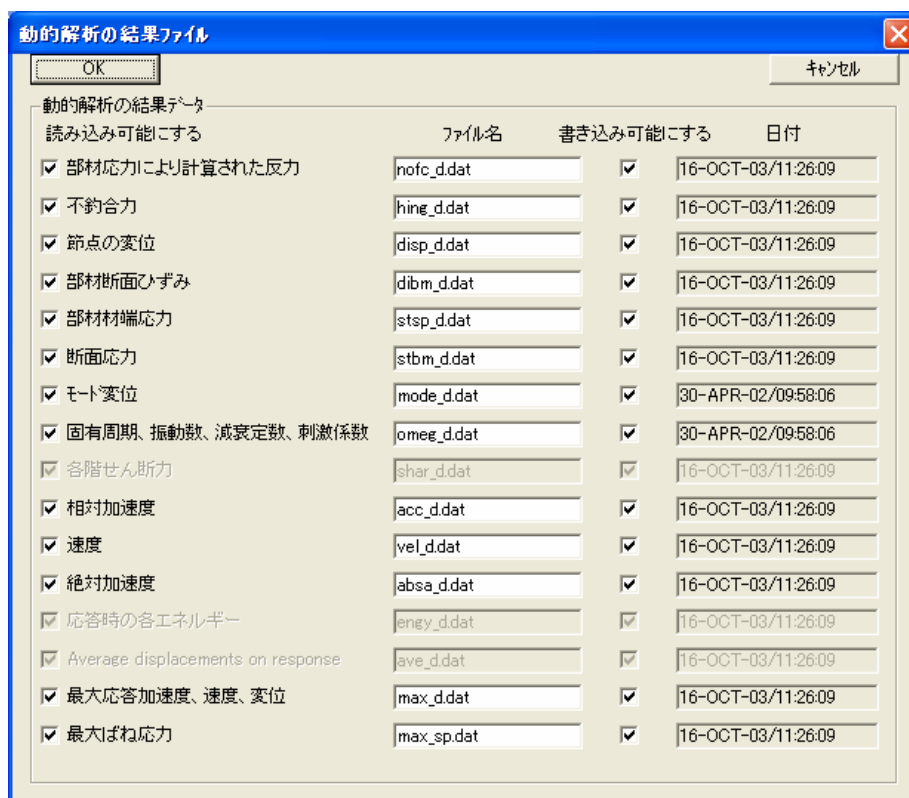 動的解析の結果ファイル
OK キャンセル
動的解析の結果データ
読み込み可能にする ファイル名 書き込み可能にする 日付
部材応力により計算された反力 nofc_d.dat 16-OCT-03/11:26:09
不釣合力 hing_d.dat 16-OCT-03/11:26:09
節点の変位 disp_d.dat 16-OCT-03/11:26:09
部材断面ひずみ dibm_d.dat 16-OCT-03/11:26:09
部材材端応力 stsp_d.dat 16-OCT-03/11:26:09
断面応力 stbm_d.dat 16-OCT-03/11:26:09
モード変位 mode_d.dat 30-APR-02/09:58:06
固有周期、振動数、減衰定数、刺激係数 omeg_d.dat 30-APR-02/09:58:06
各階せん断力 shar_d.dat 16-OCT-03/11:26:09
相対加速度 acc_d.dat 16-OCT-03/11:26:09
速度 vel_d.dat 16-OCT-03/11:26:09
絶対加速度 absa_d.dat 16-OCT-03/11:26:09
応答時の各エネルギー engy_d.dat 16-OCT-03/11:26:09
Average displacements on response ave_d.dat 16-OCT-03/11:26:09
最大応答加速度、速度、変位 max_d.dat 16-OCT-03/11:26:09
最大ばね応力 max_sp.dat 16-OCT-03/11:26:09